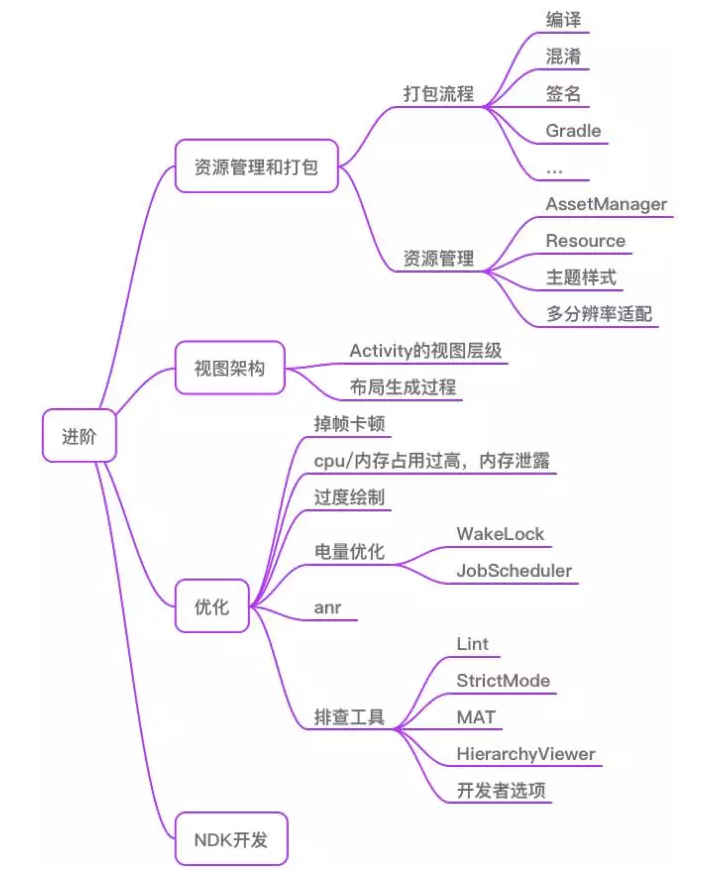 编译
混淆
打包流程
签名
Gradle
...
资源管理和打包
AssetManager
Resource
资源管理
主题样式
多分辨率适配
Activity的视图层级
视图架构
布局生成过程
进阶
掉帧卡顿
cpu/内存占用过高，内存泄露
过度绘制
WakeLock
电量优化
JobScheduler
优化
anr
Lint
StrictMode
排查工具
MAT
HierarchyViewer
开发者选项
NDK开发